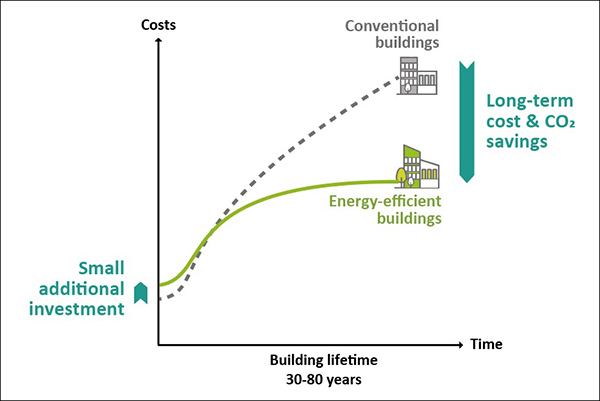 Costs
Conventional
buildings
Long-term
cost & CO₂
savings
Energy-efficient
buildings
Small
additional
investment
Time
Building lifetime
30-80 years